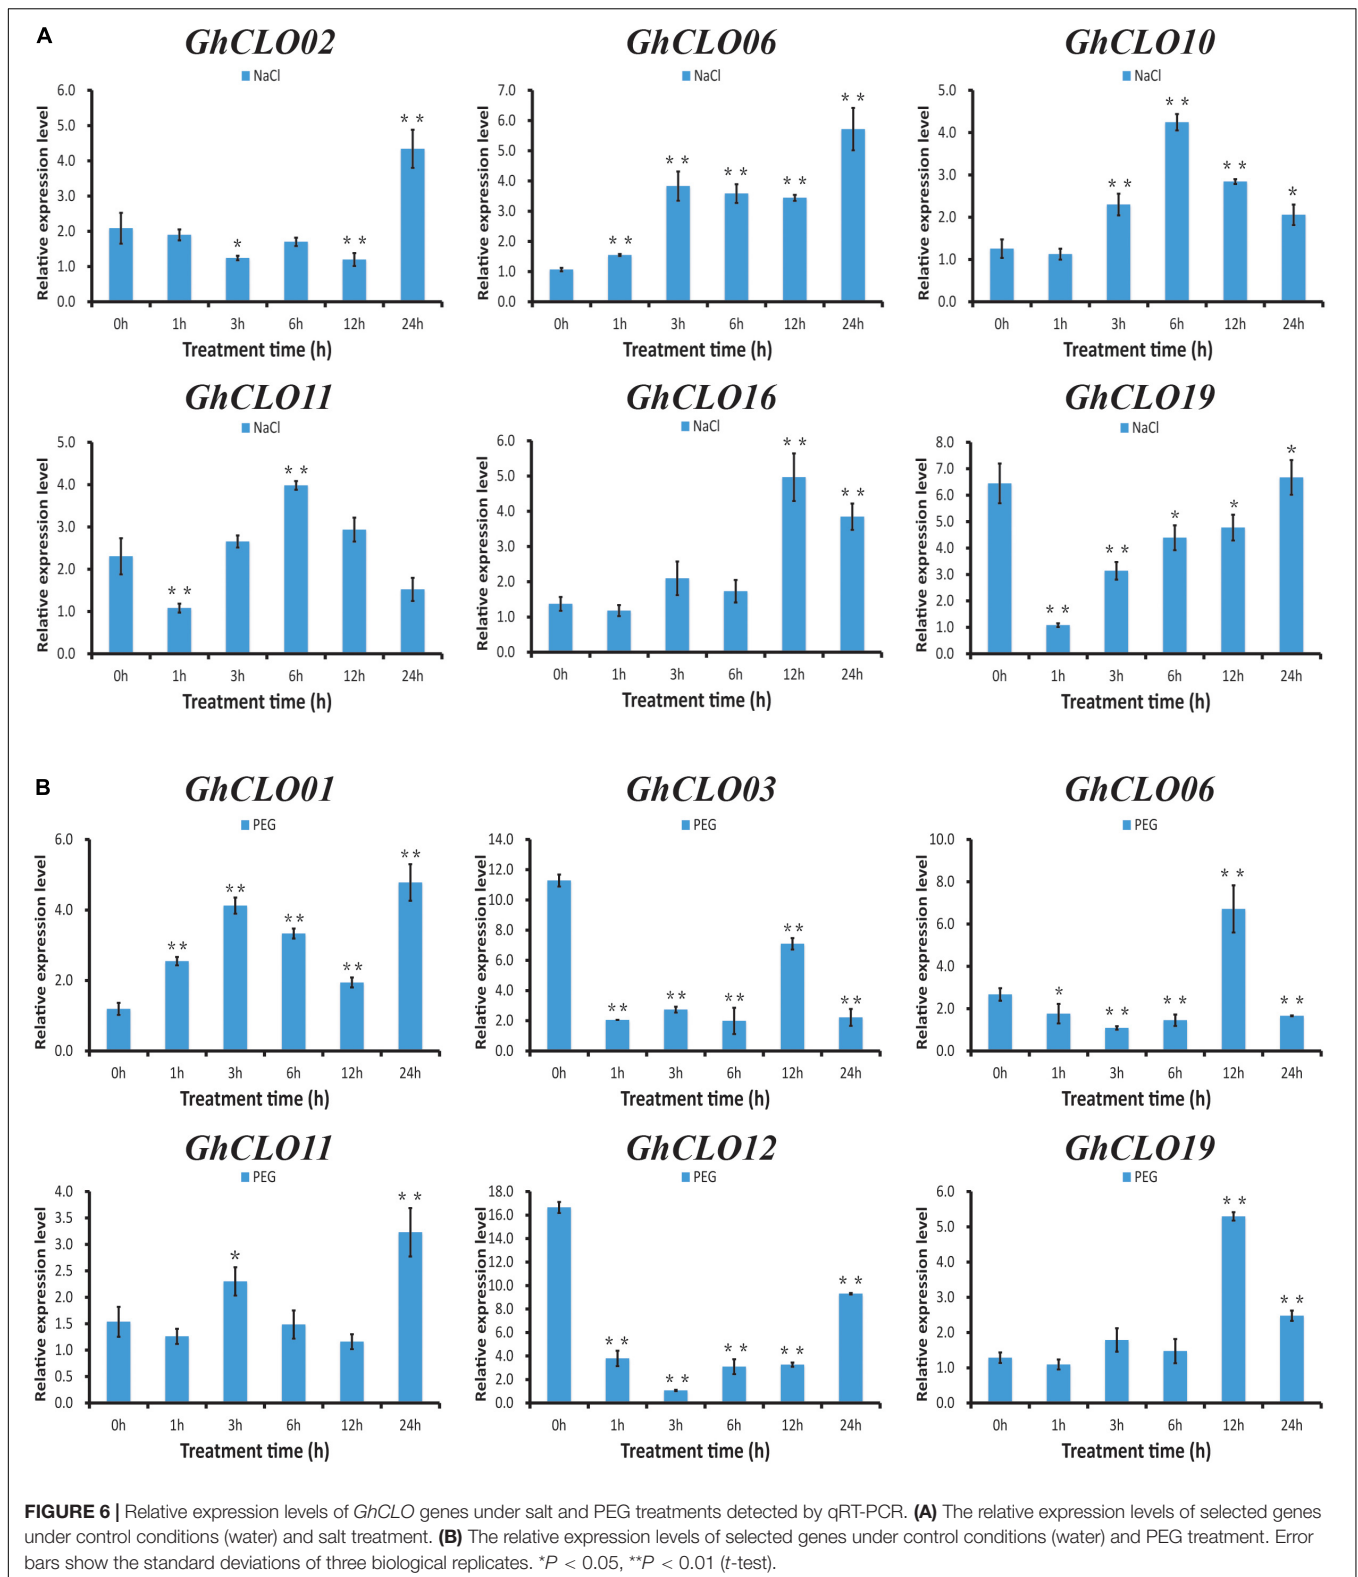 A
GhCLO02
NaCl
Relative expression level
6.0
5.0
4.0
3.0
2.0
1.0
0.0
* * * * *
0h 1h 3h 6h 12h 24h
Treatment time (h)
GhCLO06
NaCl
Relative expression level
7.0
6.0
5.0
4.0
3.0
2.0
1.0
0.0
* * * * * * * * * *
0h 1h 3h 6h 12h 24h
Treatment time (h)
GhCLO10
NaCl
Relative expression level
5.0
4.0
3.0
2.0
1.0
0.0
* * * * * * *
0h 1h 3h 6h 12h 24h
Treatment time (h)
GhCLO11
NaCl
Relative expression level
5.0
4.0
3.0
2.0
1.0
0.0
* * * *
0h 1h 3h 6h 12h 24h
Treatment time (h)
GhCLO16
NaCl
Relative expression level
6.0
5.0
4.0
3.0
2.0
1.0
0.0
* * * *
0h 1h 3h 6h 12h 24h
Treatment time (h)
GhCLO19
NaCl
Relative expression level
8.0
7.0
6.0
5.0
4.0
3.0
2.0
1.0
0.0
* * * * * * *
0h 1h 3h 6h 12h 24h
Treatment time (h)
B
GhCLO01
PEG
Relative expression level
6.0
4.0
2.0
0.0
** ** ** ** **
0h 1h 3h 6h 12h 24h
Treatment time (h)
GhCLO03
PEG
Relative expression level
14.0
12.0
10.0
8.0
6.0
4.0
2.0
0.0
** ** ** ** **
0h 1h 3h 6h 12h 24h
Treatment time (h)
GhCLO06
PEG
Relative expression level
10.0
8.0
6.0
4.0
2.0
0.0
* * * * * * * * *
0h 1h 3h 6h 12h 24h
Treatment time (h)
GhCLO11
PEG
Relative expression level
4.0
3.5
3.0
2.5
2.0
1.5
1.0
0.5
0.0
* * *
0h 1h 3h 6h 12h 24h
Treatment time (h)
GhCLO12
PEG
Relative expression level
18.0
16.0
14.0
12.0
10.0
8.0
6.0
4.0
2.0
0.0
* * * * * * * * * *
0h 1h 3h 6h 12h 24h
Treatment time (h)
GhCLO19
PEG
Relative expression level
6.0
5.0
4.0
3.0
2.0
1.0
0.0
* * * *
0h 1h 3h 6h 12h 24h
Treatment time (h)
FIGURE 6 | Relative expression levels of GhCLO genes under salt and PEG treatments detected by qRT-PCR. (A) The relative expression levels of selected genes
under control conditions (water) and salt treatment. (B) The relative expression levels of selected genes under control conditions (water) and PEG treatment. Error
bars show the standard deviations of three biological replicates. *P < 0.05, **P < 0.01 (t-test).